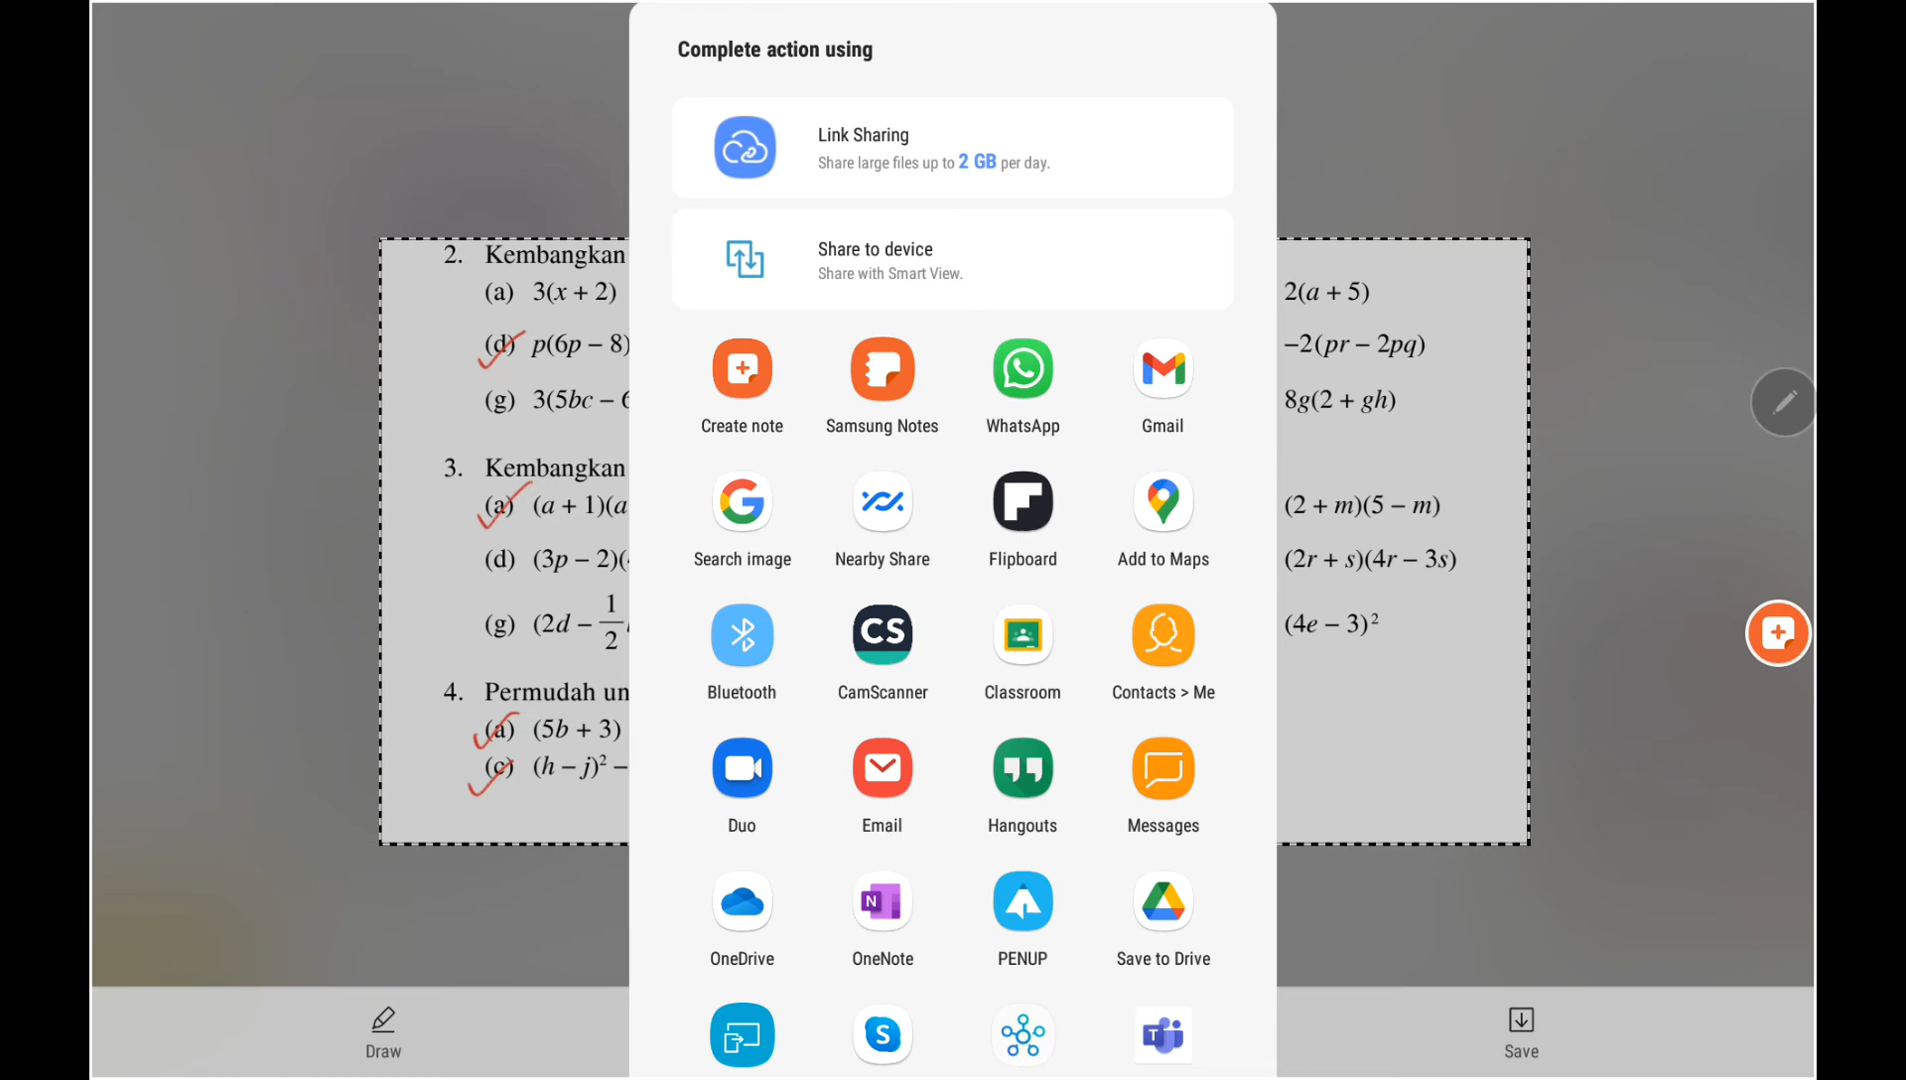 Complete action using
Link Sharing
Share large files up to 2 GB per day.
Share to device
Share with Smart View.
2. Kembangkan
(a) 3(x + 2)
2(a + 5)
(d) p(6p − 8)
−2(pr − 2pq)
(g) 3(5bc −
8g(2 + gh)
3. Kembangkan
(a) (a + 1)(a
(2 + m)(5 − m)
(d) (3p − 2)(
(2r + s)(4r − 3s)
(g) (2d − 1/2
(4e − 3)²
4. Permudah un
(a) (5b + 3)
(c) (h − j)² −
Create note
Samsung Notes
WhatsApp
Gmail
Search image
Nearby Share
Flipboard
Add to Maps
CS
Bluetooth
CamScanner
Classroom
Contacts > Me
Duo
Email
Hangouts
Messages
N
OneDrive
OneNote
PENUP
Save to Drive
S
T
Draw
Save